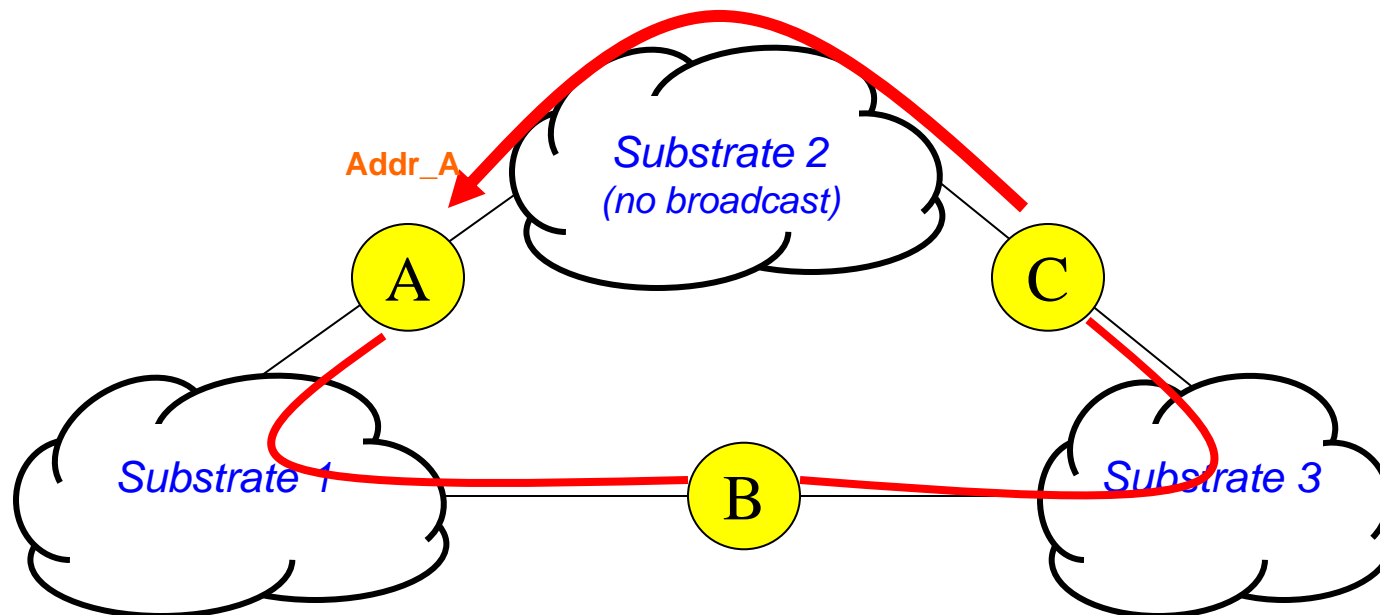 Substrate 2
(no broadcast)
Addr_A
A
C
Substrate 1
B
Substrate 3